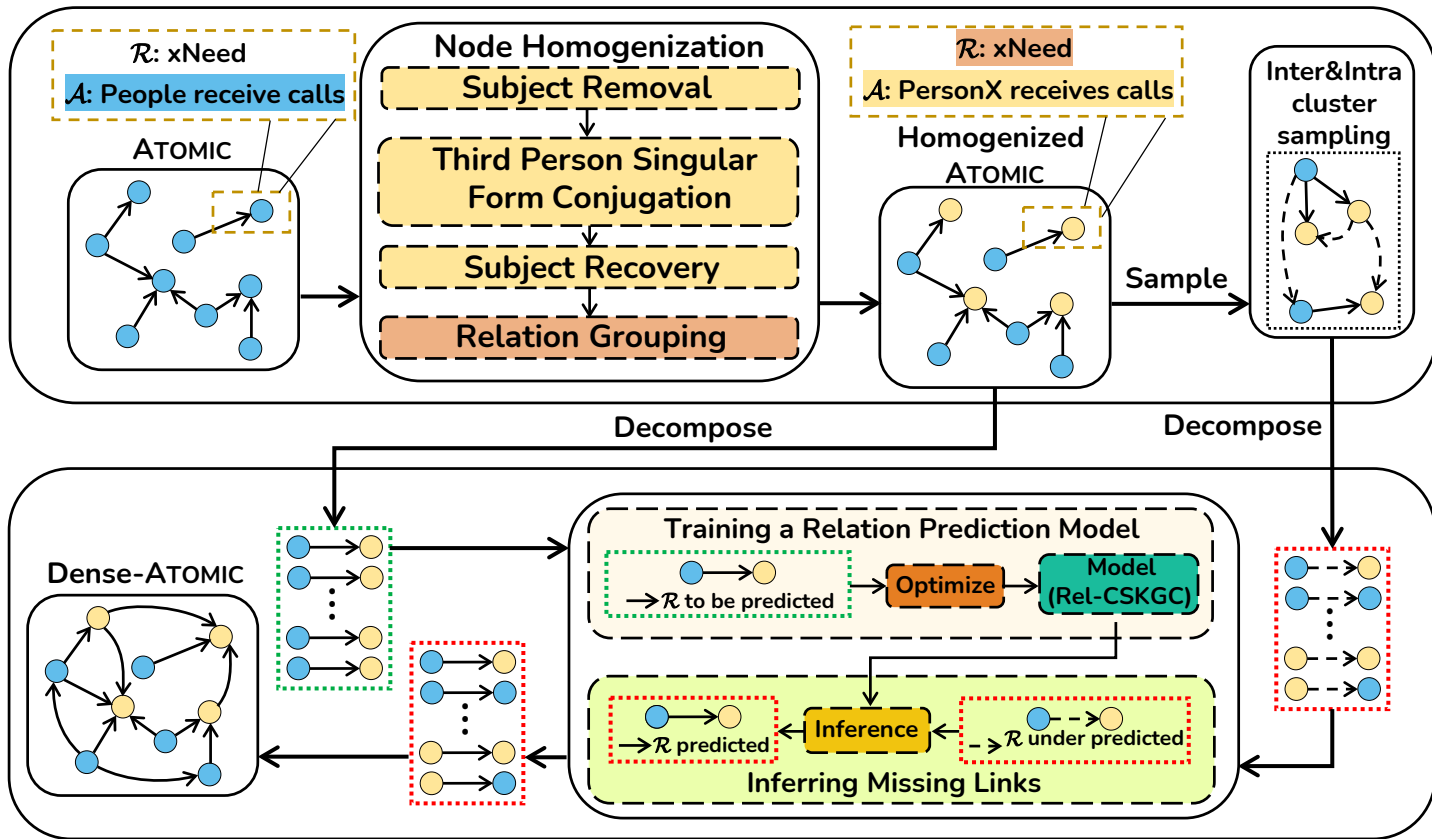 ℛ: xNeed
𝒜: People receive calls
ATOMIC
Node Homogenization
Subject Removal
Third Person Singular
Form Conjugation
Subject Recovery
Relation Grouping
ℛ: xNeed
𝒜: PersonX receives calls
Homogenized
ATOMIC
Sample
Inter&Intra
cluster
sampling
Decompose
Decompose
Dense-ATOMIC
Training a Relation Prediction Model
ℛ to be predicted
Optimize
Model
(Rel-CSKGC)
ℛ predicted
Inference
ℛ under predicted
Inferring Missing Links